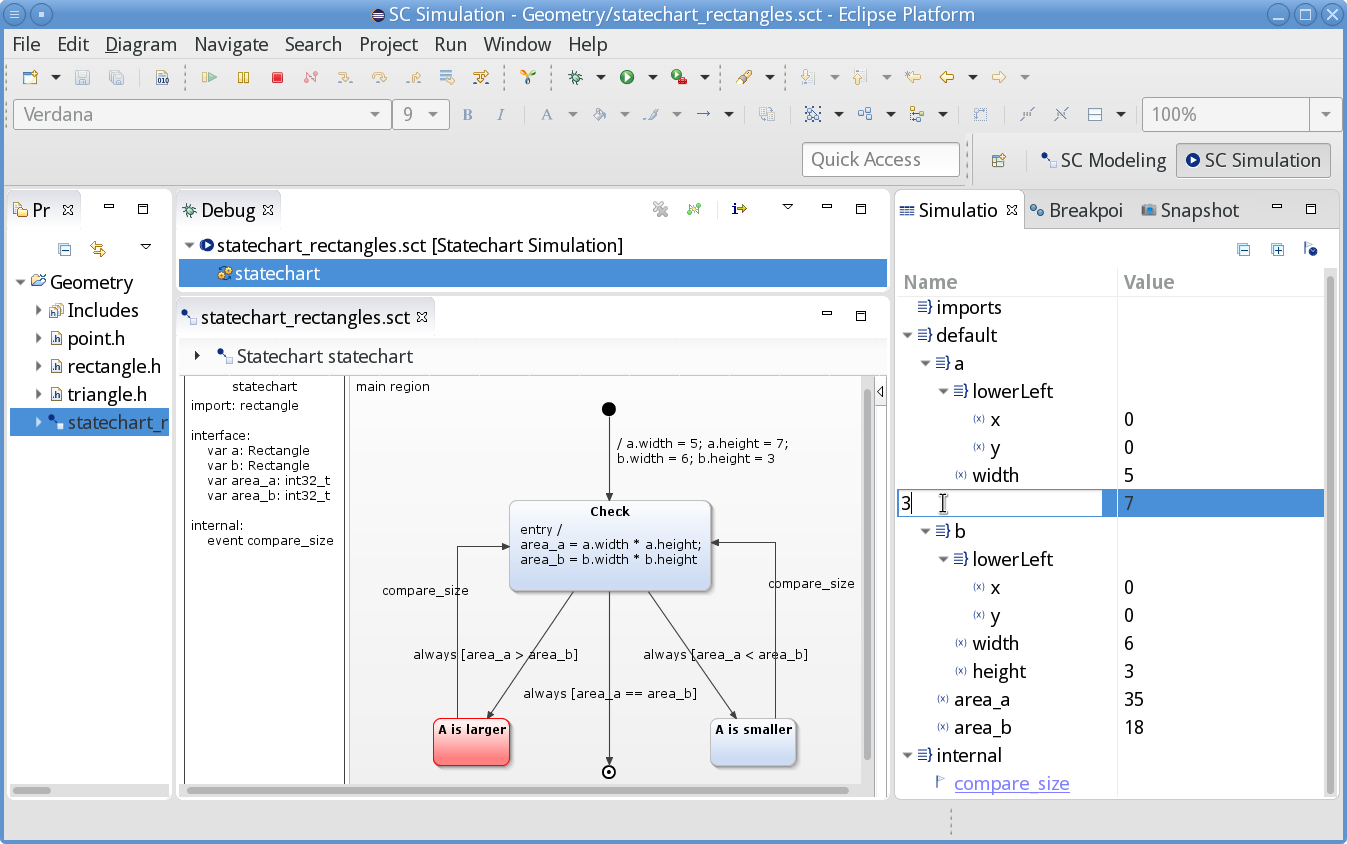 SC Simulation - Geometry/statechart_rectangles.sct - Eclipse Platform
File Edit Diagram Navigate Search Project Run Window Help
010
Verdana 9 B I A 100%
Quick Access SC Modeling SC Simulation
Pr
Geometry
Includes
point.h
rectangle.h
triangle.h
statechart_r
Debug
statechart_rectangles.sct [Statechart Simulation]
statechart
statechart_rectangles.sct
Statechart statechart
statechart
import: rectangle
interface:
var a: Rectangle
var b: Rectangle
var area_a: int32_t
var area_b: int32_t
internal:
event compare_size
main region
/ a.width = 5; a.height = 7;
b.width = 6; b.height = 3
Check
entry /
area_a = a.width * a.height;
area_b = b.width * b.height
compare_size
compare_size
always [area_a > area_b]
always [area_a < area_b]
always [area_a == area_b]
A is larger
A is smaller
Simulatio Breakpoi Snapshot
Name Value
imports
default
a
lowerLeft
(x) x 0
(x) y 0
(x) width 5
3 7
b
lowerLeft
(x) x 0
(x) y 0
(x) width 6
(x) height 3
(x) area_a 35
(x) area_b 18
internal
compare_size